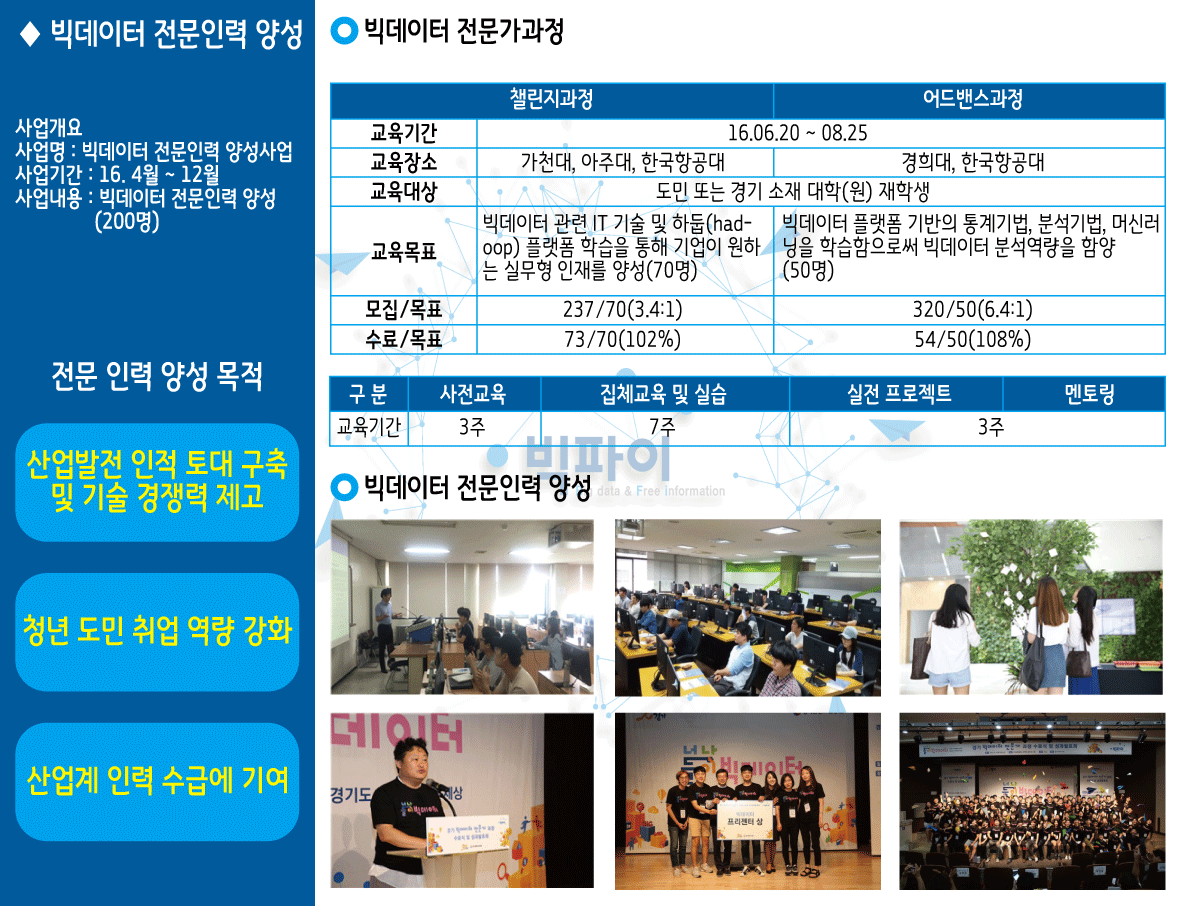 ◆ 빅데이터 전문인력 양성
사업개요
사업명 : 빅데이터 전문인력 양성사업
사업기간 : 16. 4월 ~ 12월
사업내용 : 빅데이터 전문인력 양성
(200명)
전문 인력 양성 목적
산업발전 인적 토대 구축
및 기술 경쟁력 제고
청년 도민 취업 역량 강화
산업계 인력 수급에 기여
빅데이터 전문가과정
챌린지과정 어드밴스과정
교육기간 16.06.20 ~ 08.25
교육장소 가천대, 아주대, 한국항공대 경희대, 한국항공대
교육대상 도민 또는 경기 소재 대학(원) 재학생
교육목표
빅데이터 관련 IT 기술 및 하둡(had-
oop) 플랫폼 학습을 통해 기업이 원하
는 실무형 인재를 양성(70명)
빅데이터 플랫폼 기반의 통계기법, 분석기법, 머신러
닝을 학습함으로써 빅데이터 분석역량을 함양
(50명)
모집/목표 237/70(3.4:1) 320/50(6.4:1)
수료/목표 73/70(102%) 54/50(108%)
구 분 사전교육 집체교육 및 실습 실전 프로젝트 멘토링
교육기간 3주 7주 3주
빅파이
data & Free information
빅데이터 전문인력 양성
데이터
경기도
빅데이터
넘나
빅데이터
프리젠터 상